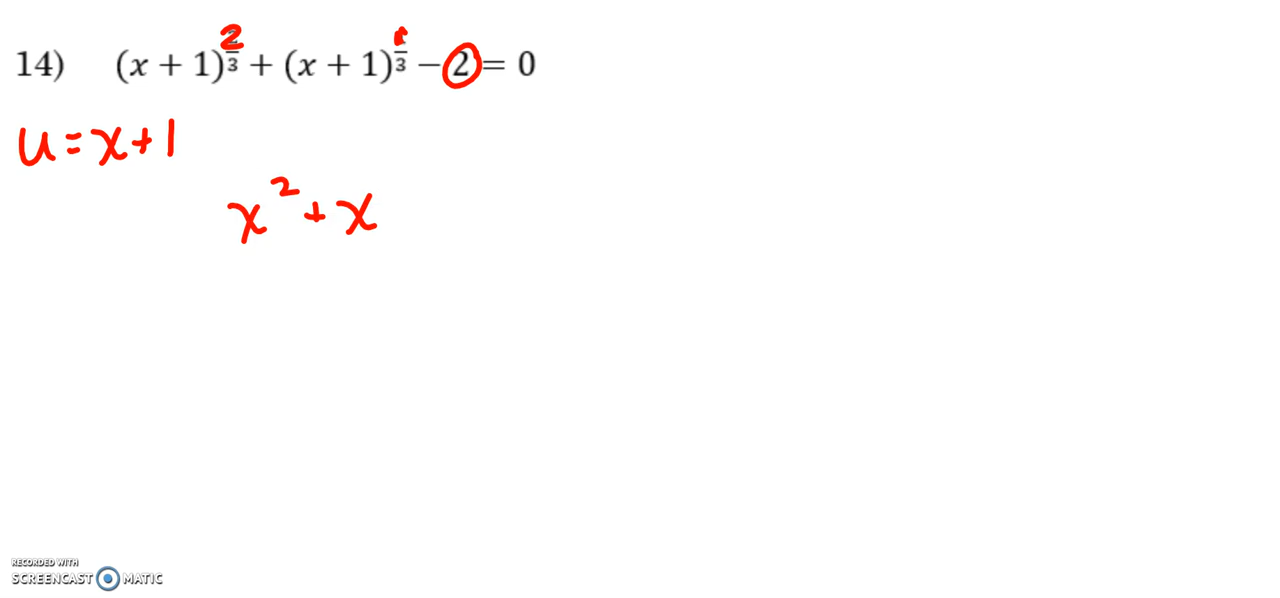 14) (x + 1)^{2/3} + (x + 1)^{1/3} − 2 = 0
u = x + 1
x² + x
RECORDED WITH
SCREENCAST MATIC